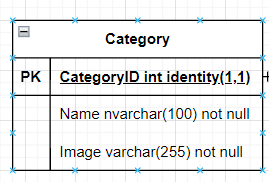 Category
PK CategoryID int identity(1,1)
Name nvarchar(100) not null
Image varchar(255) not null